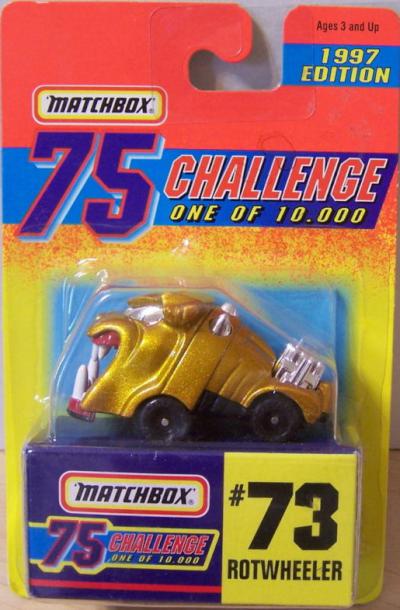 Ages 3 and Up
1997
EDITION
MATCHBOX®
75 CHALLENGE
ONE OF 10.000
MATCHBOX®
75 CHALLENGE
ONE OF 10.000
#73
ROTWHEELER